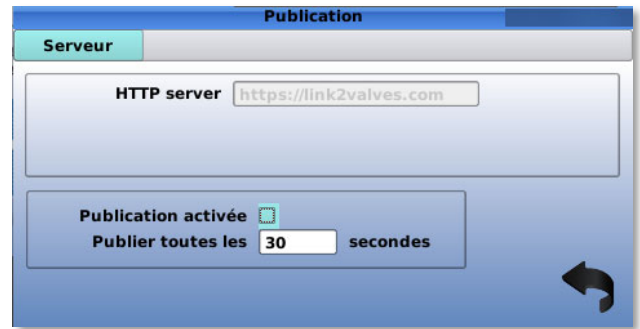 Publication
Serveur
HTTP server https://link2valves.com
Publication activée
Publier toutes les 30 secondes